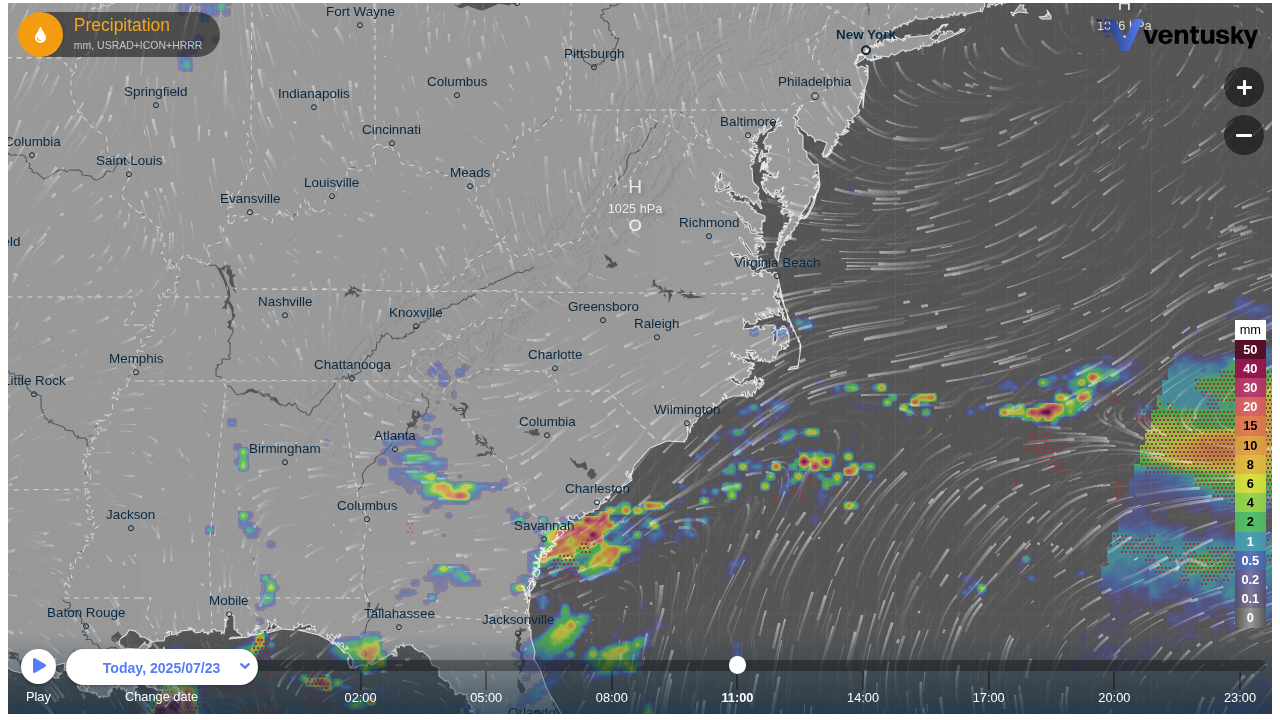 Precipitation
mm, USRAD+ICON+HRRR
Fort Wayne
New York
Pittsburgh
H
hPa
ventusky
Springfield
Indianapolis
Columbus
Philadelphia
+
Columbia
Cincinnati
Baltimore
−
Saint Louis
Louisville
Meads
Evansville
H
1025 hPa
Richmond
eld
Virginia Beach
Nashville
Knoxville
Greensboro
Raleigh
Memphis
Chattanooga
Charlotte
Little Rock
Wilmington
Columbia
Atlanta
Birmingham
Charleston
Columbus
Jackson
Savannah
Mobile
Baton Rouge
Tallahassee
Jacksonville
Orlando
mm
50
40
30
20
15
10
8
6
4
2
1
0.5
0.2
0.1
0
Today, 2025/07/23
Play
Change date
02:00
05:00
08:00
11:00
14:00
17:00
20:00
23:00